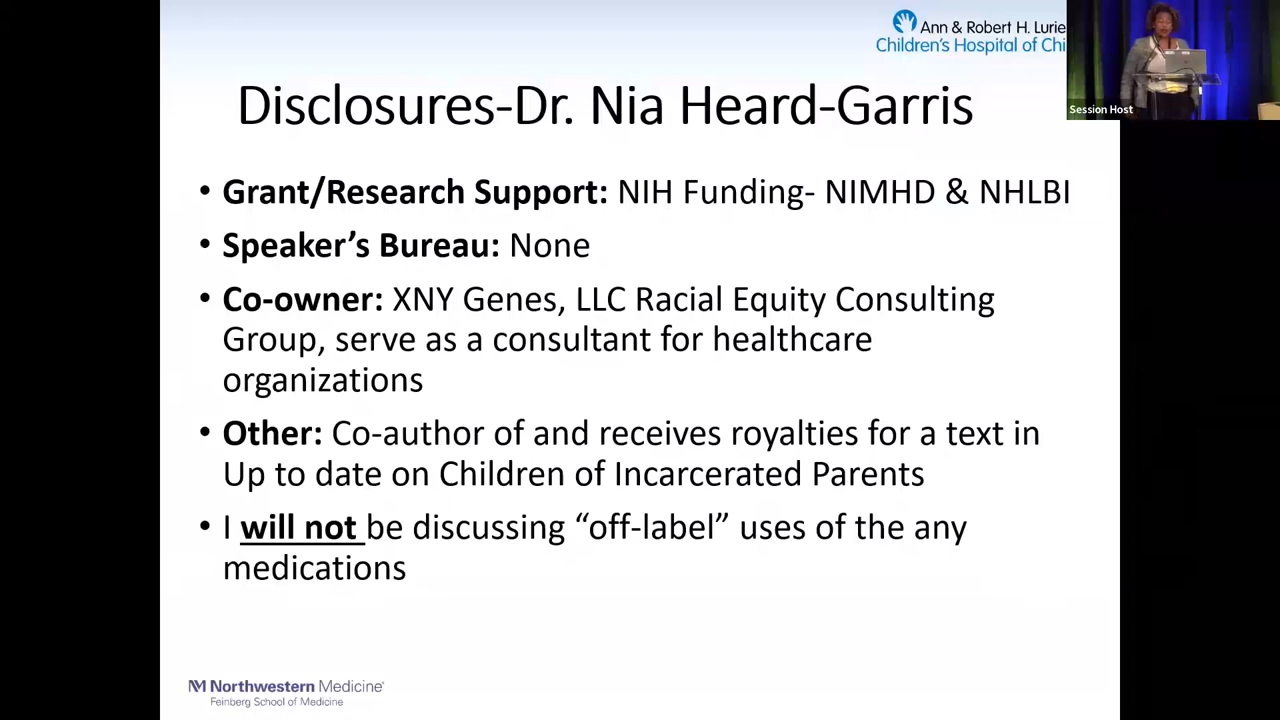 Ann & Robert H. Lurie
Children's Hospital of Chi
Session Host
Disclosures-Dr. Nia Heard-Garris
• Grant/Research Support: NIH Funding- NIMHD & NHLBI
• Speaker’s Bureau: None
• Co-owner: XNY Genes, LLC Racial Equity Consulting
Group, serve as a consultant for healthcare
organizations
• Other: Co-author of and receives royalties for a text in
Up to date on Children of Incarcerated Parents
• I will not be discussing “off-label” uses of the any
medications
M Northwestern Medicine®
Feinberg School of Medicine